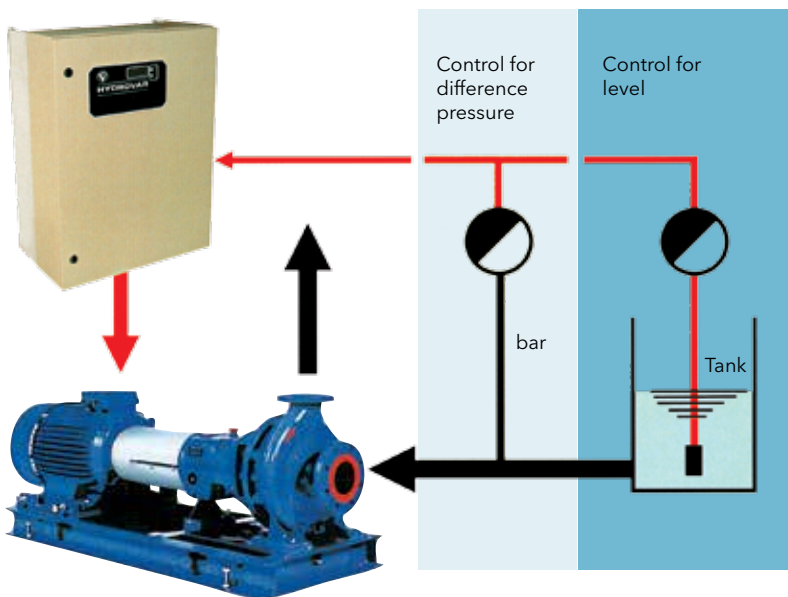 HYDROVAR
Control for
difference
pressure
Control for
level
bar
Tank